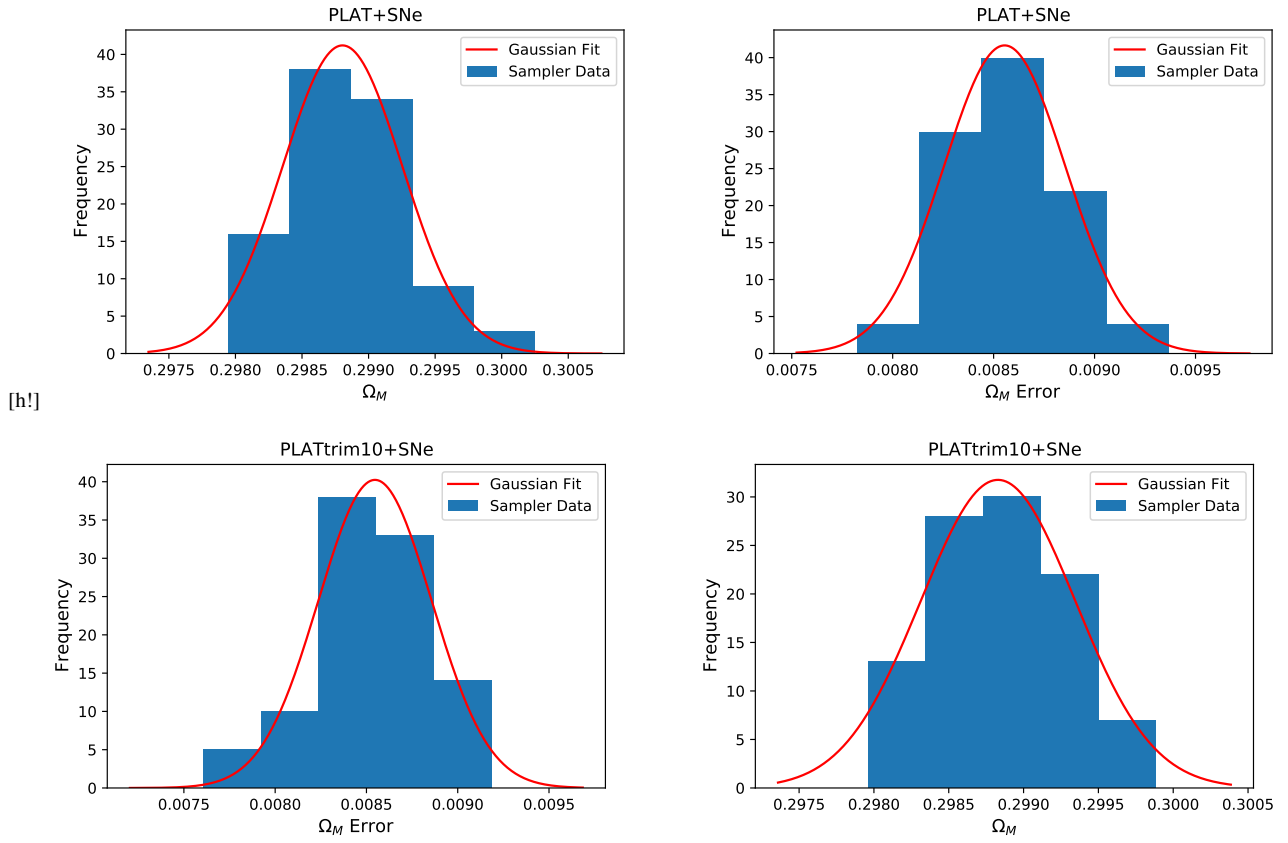 PLAT+SNe
40
35
30
25
20
15
10
5
0
Frequency
Gaussian Fit
Sampler Data
0.2975 0.2980 0.2985 0.2990 0.2995 0.3000 0.3005
Ω_M
PLAT+SNe
40
35
30
25
20
15
10
5
0
Frequency
Gaussian Fit
Sampler Data
0.0075 0.0080 0.0085 0.0090 0.0095
Ω_M Error
[h!]
PLATtrim10+SNe
40
35
30
25
20
15
10
5
0
Frequency
Gaussian Fit
Sampler Data
0.0075 0.0080 0.0085 0.0090 0.0095
Ω_M Error
PLATtrim10+SNe
30
25
20
15
10
5
0
Frequency
Gaussian Fit
Sampler Data
0.2975 0.2980 0.2985 0.2990 0.2995 0.3000 0.3005
Ω_M